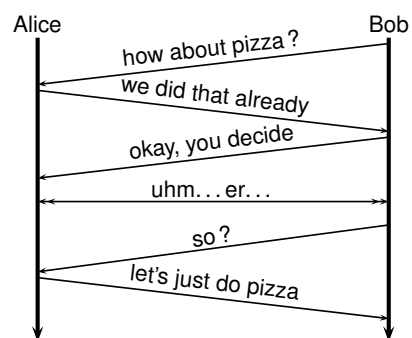 Alice Bob
how about pizza?
we did that already
okay, you decide
uhm...er...
so?
let's just do pizza